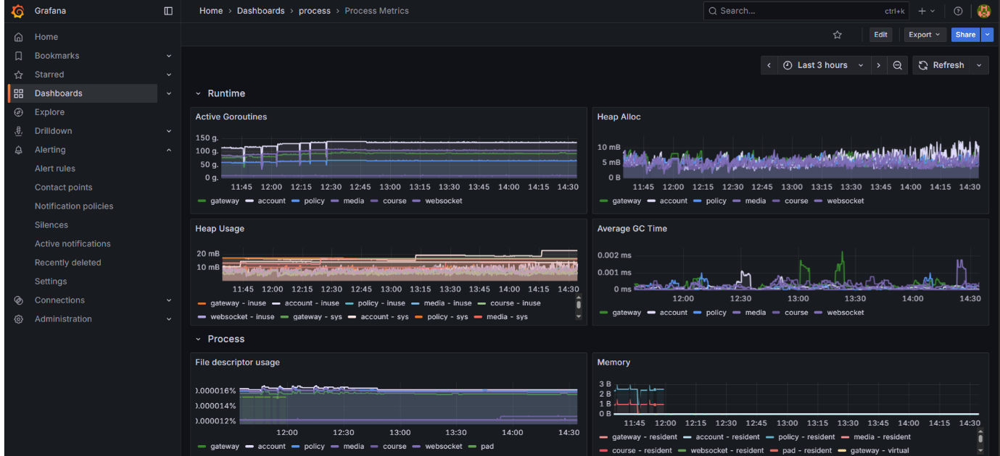 Grafana
Home › Dashboards › process › Process Metrics
Search... ctrl+k
Edit Export Share
Last 3 hours Refresh
Home
Bookmarks
Starred
Dashboards
Explore
Drilldown
Alerting
Alert rules
Contact points
Notification policies
Silences
Active notifications
Recently deleted
Settings
Connections
Administration
Runtime
Active Goroutines
150 g.
100 g.
50 g.
0 g.
11:45 12:00 12:15 12:30 12:45 13:00 13:15 13:30 13:45 14:00 14:15 14:30
gateway account policy media course websocket
Heap Alloc
10 mB
5 mB
0 B
11:45 12:00 12:15 12:30 12:45 13:00 13:15 13:30 13:45 14:00 14:15 14:30
gateway account policy media course websocket
Heap Usage
20 mB
10 mB
11:45 12:00 12:15 12:30 12:45 13:00 13:15 13:30 13:45 14:00 14:15 14:30
gateway - inuse account - inuse policy - inuse media - inuse course - inuse
websocket - inuse gateway - sys account - sys policy - sys media - sys
Average GC Time
0.002 ms
0.001 ms
0 ms
12:00 12:30 13:00 13:30 14:00 14:30
gateway account policy media course websocket
Process
File descriptor usage
0.000016%
0.000014%
0.000012%
12:00 12:30 13:00 13:30 14:00 14:30
gateway account policy media course websocket pad
Memory
3 B
2 B
1 B
0 B
11:45 12:00 12:15 12:30 12:45 13:00 13:15 13:30 13:45 14:00 14:15 14:30
gateway - resident account - resident policy - resident media - resident
course - resident websocket - resident pad - resident gateway - virtual